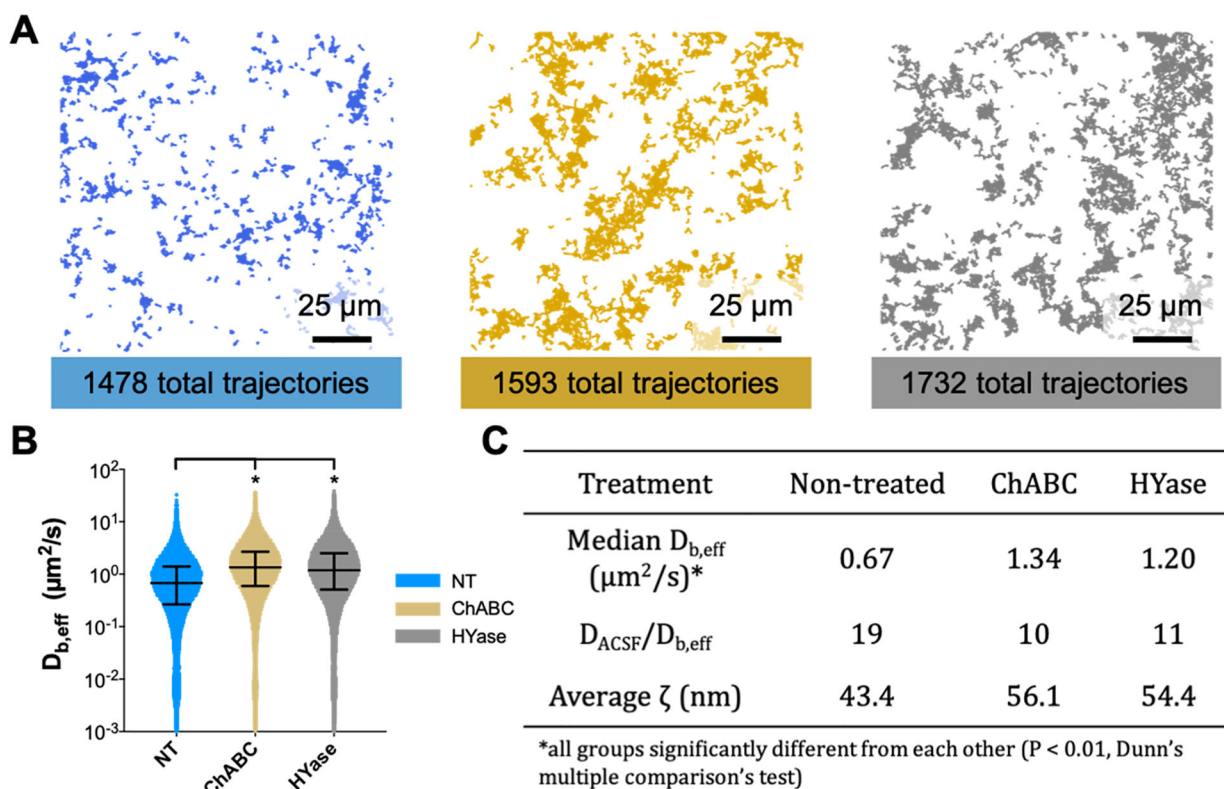 A
25 μm
25 μm
25 μm
1478 total trajectories
1593 total trajectories
1732 total trajectories
B
D_b,eff (μm²/s)
10²
10¹
10⁰
10⁻¹
10⁻²
10⁻³
*
*
NT
ChABC
HYase
NT
ChABC
HYase
C
Treatment Non-treated ChABC HYase
Median D_b,eff
(μm²/s)* 0.67 1.34 1.20
D_ACSF/D_b,eff 19 10 11
Average ζ (nm) 43.4 56.1 54.4
*all groups significantly different from each other (P < 0.01, Dunn's
multiple comparison's test)